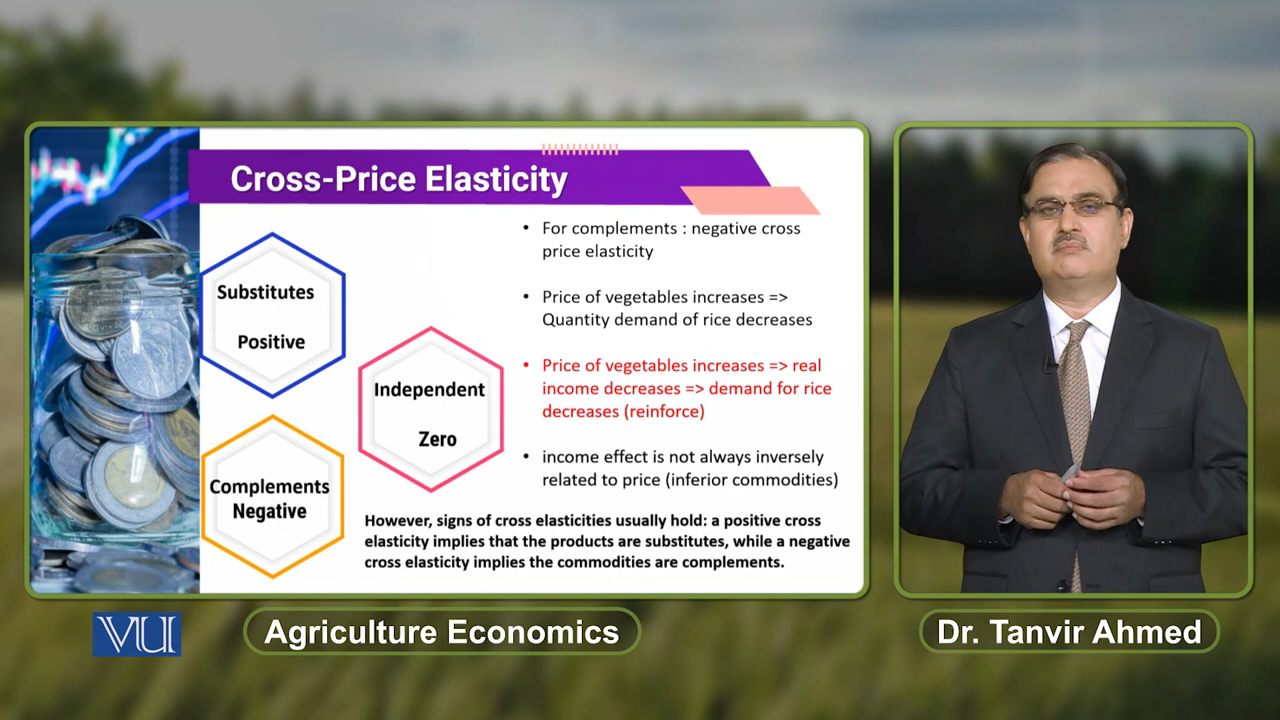 Cross-Price Elasticity
Substitutes
Positive
Independent
Zero
Complements
Negative
• For complements : negative cross
price elasticity
• Price of vegetables increases =>
Quantity demand of rice decreases
• Price of vegetables increases => real
income decreases => demand for rice
decreases (reinforce)
• income effect is not always inversely
related to price (inferior commodities)
However, signs of cross elasticities usually hold: a positive cross
elasticity implies that the products are substitutes, while a negative
cross elasticity implies the commodities are complements.
VU
Agriculture Economics
Dr. Tanvir Ahmed